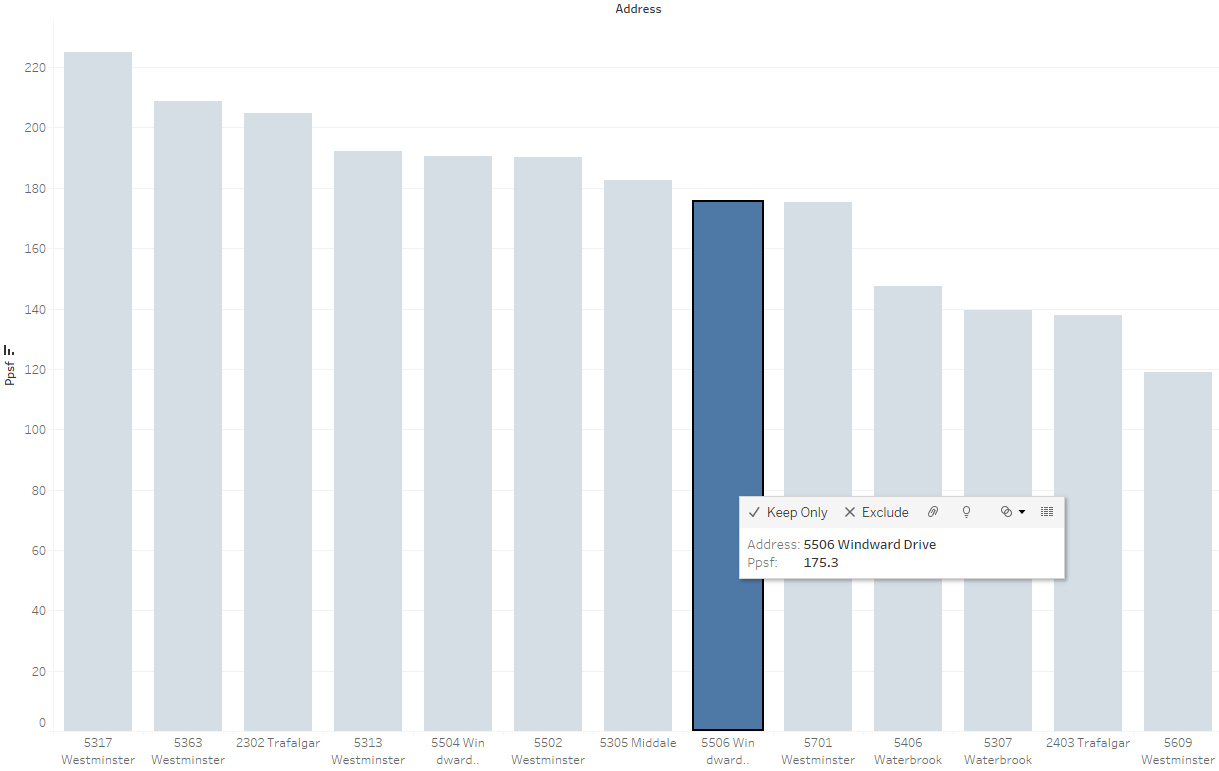 Address
220
200
180
160
140
120
100
80
60
40
20
0
Ppsf
Keep Only Exclude
Address: 5506 Windward Drive
Ppsf: 175.3
5317 5363 2302 Trafalgar 5313 5504 Win 5502 5305 Middale 5506 Win 5701 5406 5307 2403 Trafalgar 5609
Westminster Westminster Westminster dward.. Westminster dward.. Westminster Waterbrook Waterbrook Westminster